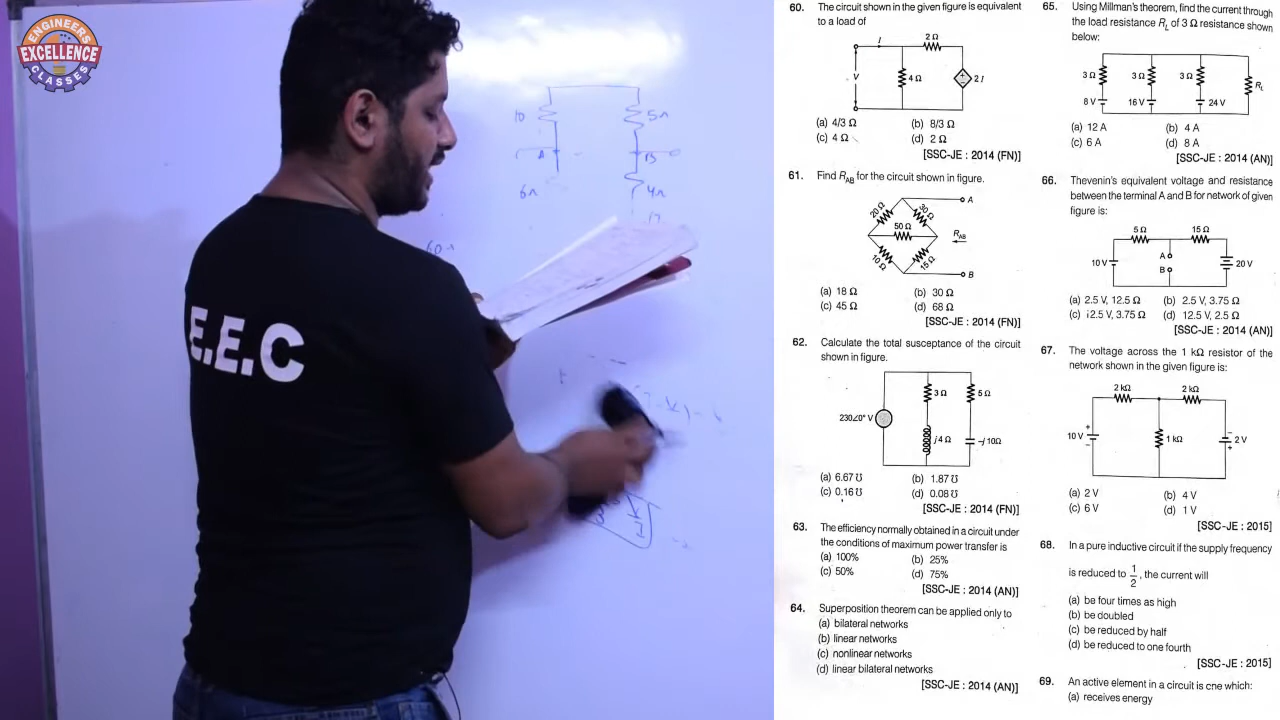 ENGINEERS
EXCELLENCE
CLASSES
E.E.C
10
5Ω
A
B
6Ω
4Ω
60. The circuit shown in the given figure is equivalent
to a load of
I
2 Ω
V
4 Ω
2 I
(a) 4/3 Ω (b) 8/3 Ω
(c) 4 Ω (d) 2 Ω
[SSC-JE : 2014 (FN)]
61. Find R_AB for the circuit shown in figure.
A
20 Ω
30 Ω
50 Ω
R_AB
10 Ω
15 Ω
B
(a) 18 Ω (b) 30 Ω
(c) 45 Ω (d) 68 Ω
[SSC-JE : 2014 (FN)]
62. Calculate the total susceptance of the circuit
shown in figure.
3 Ω
5 Ω
230∠0° V
j4 Ω
-j 10Ω
(a) 6.67 ℧ (b) 1.87 ℧
(c) 0.16 ℧ (d) 0.08 ℧
[SSC-JE : 2014 (FN)]
63. The efficiency normally obtained in a circuit under
the conditions of maximum power transfer is
(a) 100% (b) 25%
(c) 50% (d) 75%
[SSC-JE : 2014 (AN)]
64. Superposition theorem can be applied only to
(a) bilateral networks
(b) linear networks
(c) nonlinear networks
(d) linear bilateral networks
[SSC-JE : 2014 (AN)]
65. Using Millman's theorem, find the current through
the load resistance R_L of 3 Ω resistance shown
below:
3 Ω
3 Ω
3 Ω
R_L
8 V
16 V
24 V
(a) 12 A (b) 4 A
(c) 6 A (d) 8 A
[SSC-JE : 2014 (AN)]
66. Thevenin's equivalent voltage and resistance
between the terminal A and B for network of given
figure is:
5 Ω
15 Ω
10 V
A
B
20 V
(a) 2.5 V, 12.5 Ω (b) 2.5 V, 3.75 Ω
(c) 12.5 V, 3.75 Ω (d) 12.5 V, 2.5 Ω
[SSC-JE : 2014 (AN)]
67. The voltage across the 1 kΩ resistor of the
network shown in the given figure is:
2 kΩ
2 kΩ
10 V
1 kΩ
2 V
(a) 2 V (b) 4 V
(c) 6 V (d) 1 V
[SSC-JE : 2015]
68. In a pure inductive circuit if the supply frequency
is reduced to 1/2, the current will
(a) be four times as high
(b) be doubled
(c) be reduced by half
(d) be reduced to one fourth
[SSC-JE : 2015]
69. An active element in a circuit is one which:
(a) receives energy